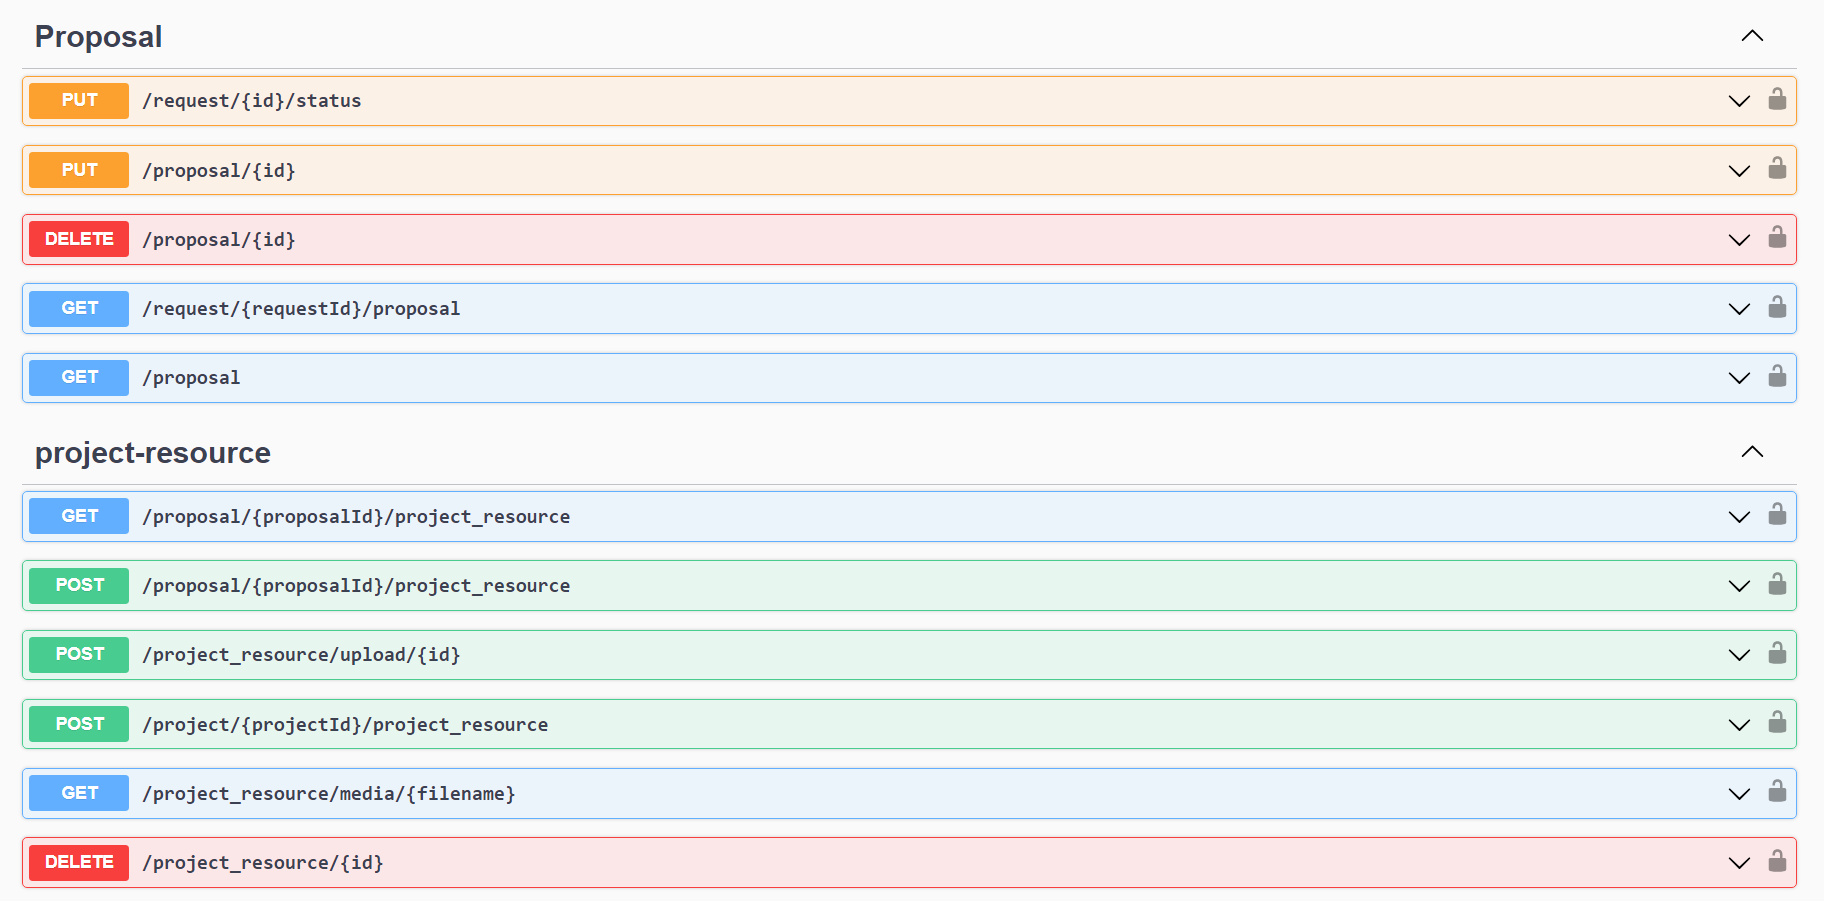 Proposal
PUT /request/{id}/status
PUT /proposal/{id}
DELETE /proposal/{id}
GET /request/{requestId}/proposal
GET /proposal
project-resource
GET /proposal/{proposalId}/project_resource
POST /proposal/{proposalId}/project_resource
POST /project_resource/upload/{id}
POST /project/{projectId}/project_resource
GET /project_resource/media/{filename}
DELETE /project_resource/{id}